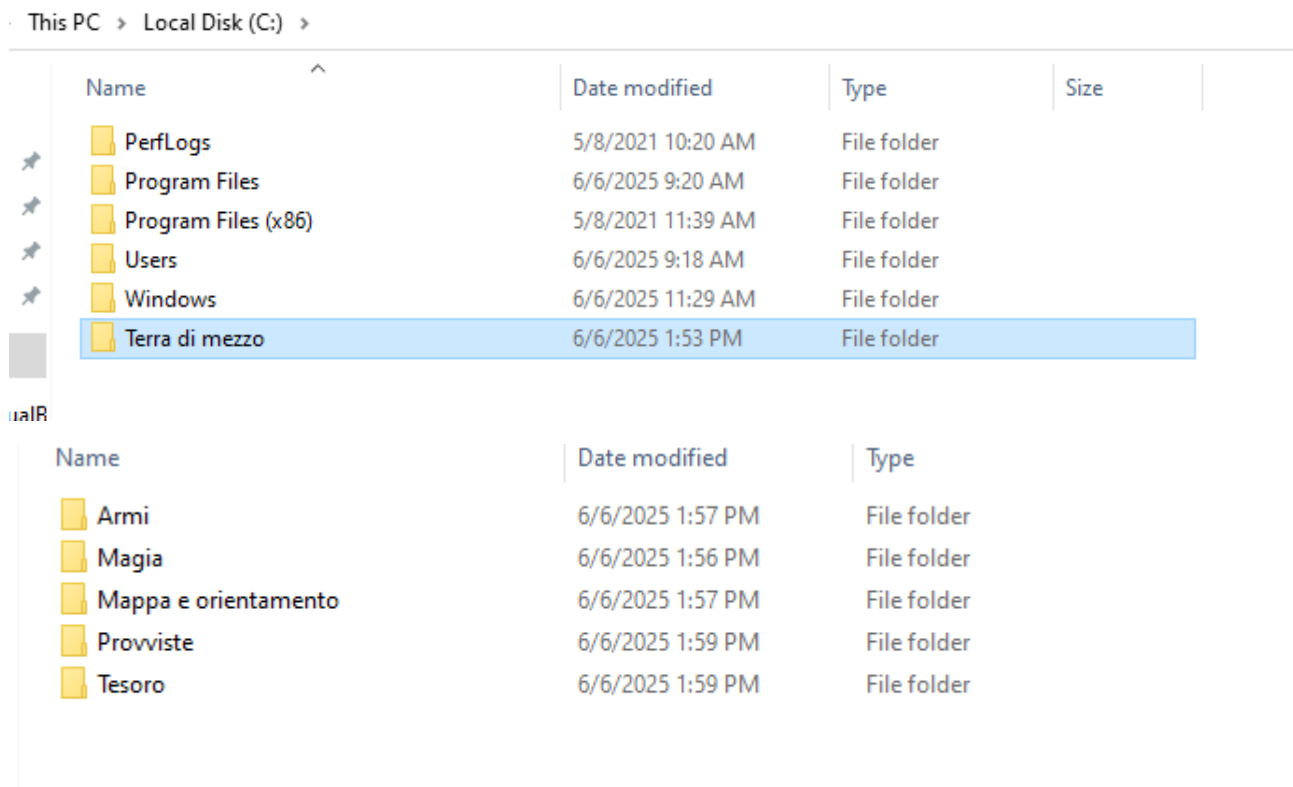 This PC > Local Disk (C:) >
Name Date modified Type Size
PerfLogs 5/8/2021 10:20 AM File folder
Program Files 6/6/2025 9:20 AM File folder
Program Files (x86) 5/8/2021 11:39 AM File folder
Users 6/6/2025 9:18 AM File folder
Windows 6/6/2025 11:29 AM File folder
Terra di mezzo 6/6/2025 1:53 PM File folder
Name Date modified Type
Armi 6/6/2025 1:57 PM File folder
Magia 6/6/2025 1:56 PM File folder
Mappa e orientamento 6/6/2025 1:57 PM File folder
Provviste 6/6/2025 1:59 PM File folder
Tesoro 6/6/2025 1:59 PM File folder